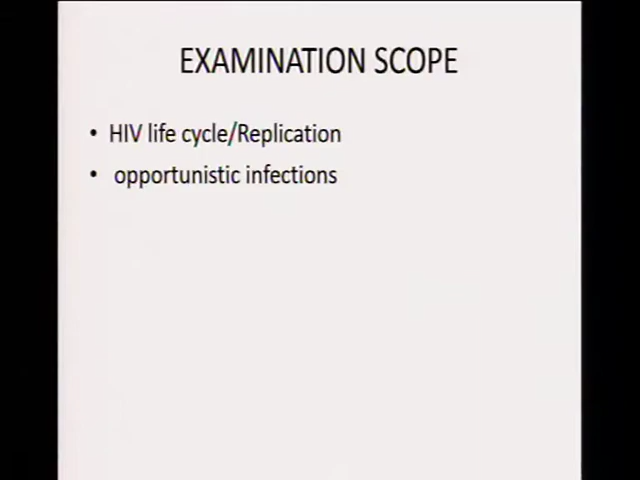 EXAMINATION SCOPE
• HIV life cycle/Replication
• opportunistic infections